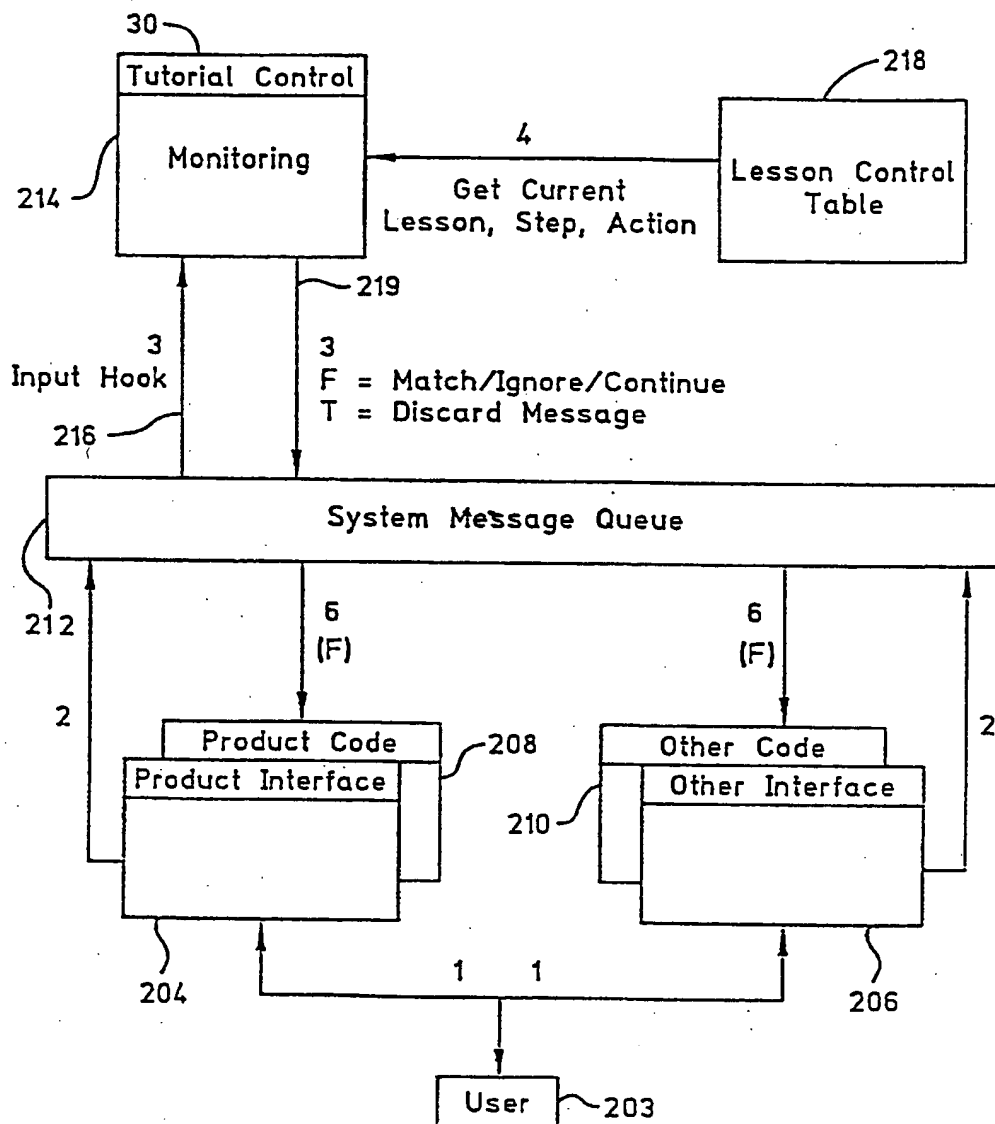 30
Tutorial Control
Monitoring
214
218
Lesson Control
Table
4
Get Current
Lesson, Step, Action
219
3
Input Hook
216
3
F = Match/Ignore/Continue
T = Discard Message
System Message Queue
212
2
6
(F)
6
(F)
2
Product Code
Product Interface
208
Other Code
Other Interface
210
204
1
1
206
User
203